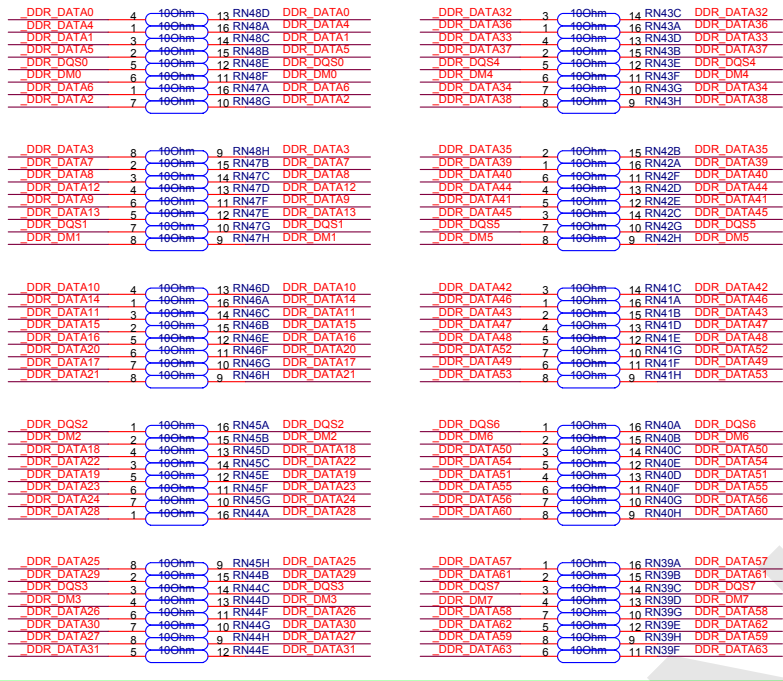 _DDR_DATA0 4 10Ohm 13 RN48D DDR_DATA0
_DDR_DATA4 1 10Ohm 16 RN48A DDR_DATA4
_DDR_DATA1 3 10Ohm 14 RN48C DDR_DATA1
_DDR_DATA5 2 10Ohm 15 RN48B DDR_DATA5
_DDR_DQS0 5 10Ohm 12 RN48E DDR_DQS0
_DDR_DM0 6 10Ohm 11 RN48F DDR_DM0
_DDR_DATA6 1 10Ohm 16 RN47A DDR_DATA6
_DDR_DATA2 7 10Ohm 10 RN48G DDR_DATA2
_DDR_DATA3 8 10Ohm 9 RN48H DDR_DATA3
_DDR_DATA7 2 10Ohm 15 RN47B DDR_DATA7
_DDR_DATA8 3 10Ohm 14 RN47C DDR_DATA8
_DDR_DATA12 4 10Ohm 13 RN47D DDR_DATA12
_DDR_DATA9 6 10Ohm 11 RN47F DDR_DATA9
_DDR_DATA13 5 10Ohm 12 RN47E DDR_DATA13
_DDR_DQS1 7 10Ohm 10 RN47G DDR_DQS1
_DDR_DM1 8 10Ohm 9 RN47H DDR_DM1
_DDR_DATA10 4 10Ohm 13 RN46D DDR_DATA10
_DDR_DATA14 1 10Ohm 16 RN46A DDR_DATA14
_DDR_DATA11 3 10Ohm 14 RN46C DDR_DATA11
_DDR_DATA15 2 10Ohm 15 RN46B DDR_DATA15
_DDR_DATA16 5 10Ohm 12 RN46E DDR_DATA16
_DDR_DATA20 6 10Ohm 11 RN46F DDR_DATA20
_DDR_DATA17 7 10Ohm 10 RN46G DDR_DATA17
_DDR_DATA21 8 10Ohm 9 RN46H DDR_DATA21
_DDR_DQS2 1 10Ohm 16 RN45A DDR_DQS2
_DDR_DM2 2 10Ohm 15 RN45B DDR_DM2
_DDR_DATA18 4 10Ohm 13 RN45D DDR_DATA18
_DDR_DATA22 3 10Ohm 14 RN45C DDR_DATA22
_DDR_DATA19 5 10Ohm 12 RN45E DDR_DATA19
_DDR_DATA23 6 10Ohm 11 RN45F DDR_DATA23
_DDR_DATA24 7 10Ohm 10 RN45G DDR_DATA24
_DDR_DATA28 1 10Ohm 16 RN44A DDR_DATA28
_DDR_DATA25 8 10Ohm 9 RN45H DDR_DATA25
_DDR_DATA29 2 10Ohm 15 RN44B DDR_DATA29
_DDR_DQS3 3 10Ohm 14 RN44C DDR_DQS3
_DDR_DM3 4 10Ohm 13 RN44D DDR_DM3
_DDR_DATA26 6 10Ohm 11 RN44F DDR_DATA26
_DDR_DATA30 7 10Ohm 10 RN44G DDR_DATA30
_DDR_DATA27 8 10Ohm 9 RN44H DDR_DATA27
_DDR_DATA31 5 10Ohm 12 RN44E DDR_DATA31
_DDR_DATA32 3 10Ohm 14 RN43C DDR_DATA32
_DDR_DATA36 1 10Ohm 16 RN43A DDR_DATA36
_DDR_DATA33 4 10Ohm 13 RN43D DDR_DATA33
_DDR_DATA37 2 10Ohm 15 RN43B DDR_DATA37
_DDR_DQS4 5 10Ohm 12 RN43E DDR_DQS4
_DDR_DM4 6 10Ohm 11 RN43F DDR_DM4
_DDR_DATA34 7 10Ohm 10 RN43G DDR_DATA34
_DDR_DATA38 8 10Ohm 9 RN43H DDR_DATA38
_DDR_DATA35 2 10Ohm 15 RN42B DDR_DATA35
_DDR_DATA39 1 10Ohm 16 RN42A DDR_DATA39
_DDR_DATA40 6 10Ohm 11 RN42F DDR_DATA40
_DDR_DATA44 4 10Ohm 13 RN42D DDR_DATA44
_DDR_DATA41 5 10Ohm 12 RN42E DDR_DATA41
_DDR_DATA45 3 10Ohm 14 RN42C DDR_DATA45
_DDR_DQS5 7 10Ohm 10 RN42G DDR_DQS5
_DDR_DM5 8 10Ohm 9 RN42H DDR_DM5
_DDR_DATA42 3 10Ohm 14 RN41C DDR_DATA42
_DDR_DATA46 1 10Ohm 16 RN41A DDR_DATA46
_DDR_DATA43 2 10Ohm 15 RN41B DDR_DATA43
_DDR_DATA47 4 10Ohm 13 RN41D DDR_DATA47
_DDR_DATA48 5 10Ohm 12 RN41E DDR_DATA48
_DDR_DATA52 7 10Ohm 10 RN41G DDR_DATA52
_DDR_DATA49 6 10Ohm 11 RN41F DDR_DATA49
_DDR_DATA53 8 10Ohm 9 RN41H DDR_DATA53
_DDR_DQS6 1 10Ohm 16 RN40A DDR_DQS6
_DDR_DM6 2 10Ohm 15 RN40B DDR_DM6
_DDR_DATA50 3 10Ohm 14 RN40C DDR_DATA50
_DDR_DATA54 5 10Ohm 12 RN40E DDR_DATA54
_DDR_DATA51 4 10Ohm 13 RN40D DDR_DATA51
_DDR_DATA55 6 10Ohm 11 RN40F DDR_DATA55
_DDR_DATA56 7 10Ohm 10 RN40G DDR_DATA56
_DDR_DATA60 8 10Ohm 9 RN40H DDR_DATA60
_DDR_DATA57 1 10Ohm 16 RN39A DDR_DATA57
_DDR_DATA61 2 10Ohm 15 RN39B DDR_DATA61
_DDR_DQS7 3 10Ohm 14 RN39C DDR_DQS7
_DDR_DM7 4 10Ohm 13 RN39D DDR_DM7
_DDR_DATA58 7 10Ohm 10 RN39G DDR_DATA58
_DDR_DATA62 5 10Ohm 12 RN39E DDR_DATA62
_DDR_DATA59 8 10Ohm 9 RN39H DDR_DATA59
_DDR_DATA63 6 10Ohm 11 RN39F DDR_DATA63